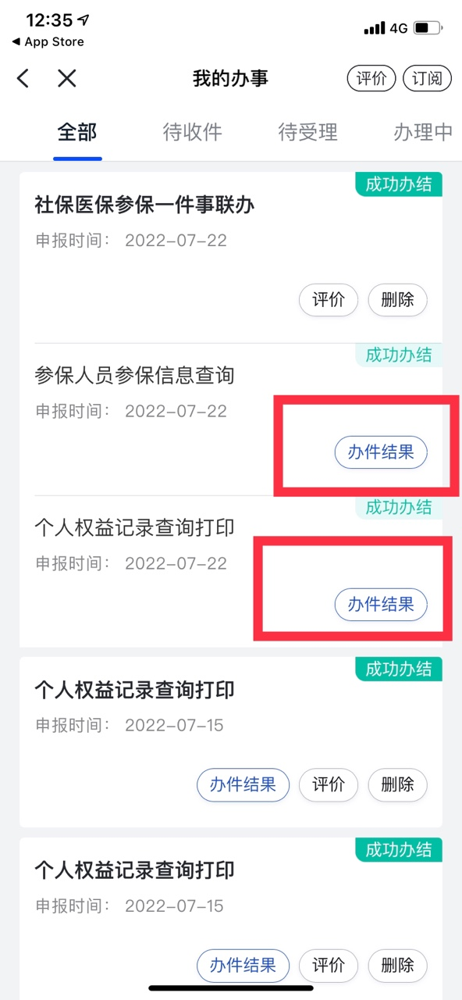 12:35
4G
◀ App Store
我的办事
评价
订阅
全部
待收件
待受理
办理中
成功办结
社保医保参保一件事联办
申报时间： 2022-07-22
评价
删除
成功办结
参保人员参保信息查询
申报时间： 2022-07-22
办件结果
成功办结
个人权益记录查询打印
申报时间： 2022-07-22
办件结果
成功办结
个人权益记录查询打印
申报时间： 2022-07-15
办件结果
评价
删除
成功办结
个人权益记录查询打印
申报时间： 2022-07-15
办件结果
评价
删除